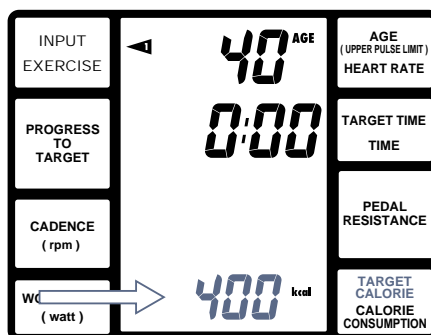 INPUT
EXERCISE
PROGRESS
TO
TARGET
CADENCE
( rpm )
( watt )
1
40 AGE
0:00
400 kcal
AGE
( UPPER PULSE LIMIT )
HEART RATE
TARGET TIME
TIME
PEDAL
RESISTANCE
TARGET
CALORIE
CALORIE
CONSUMPTION